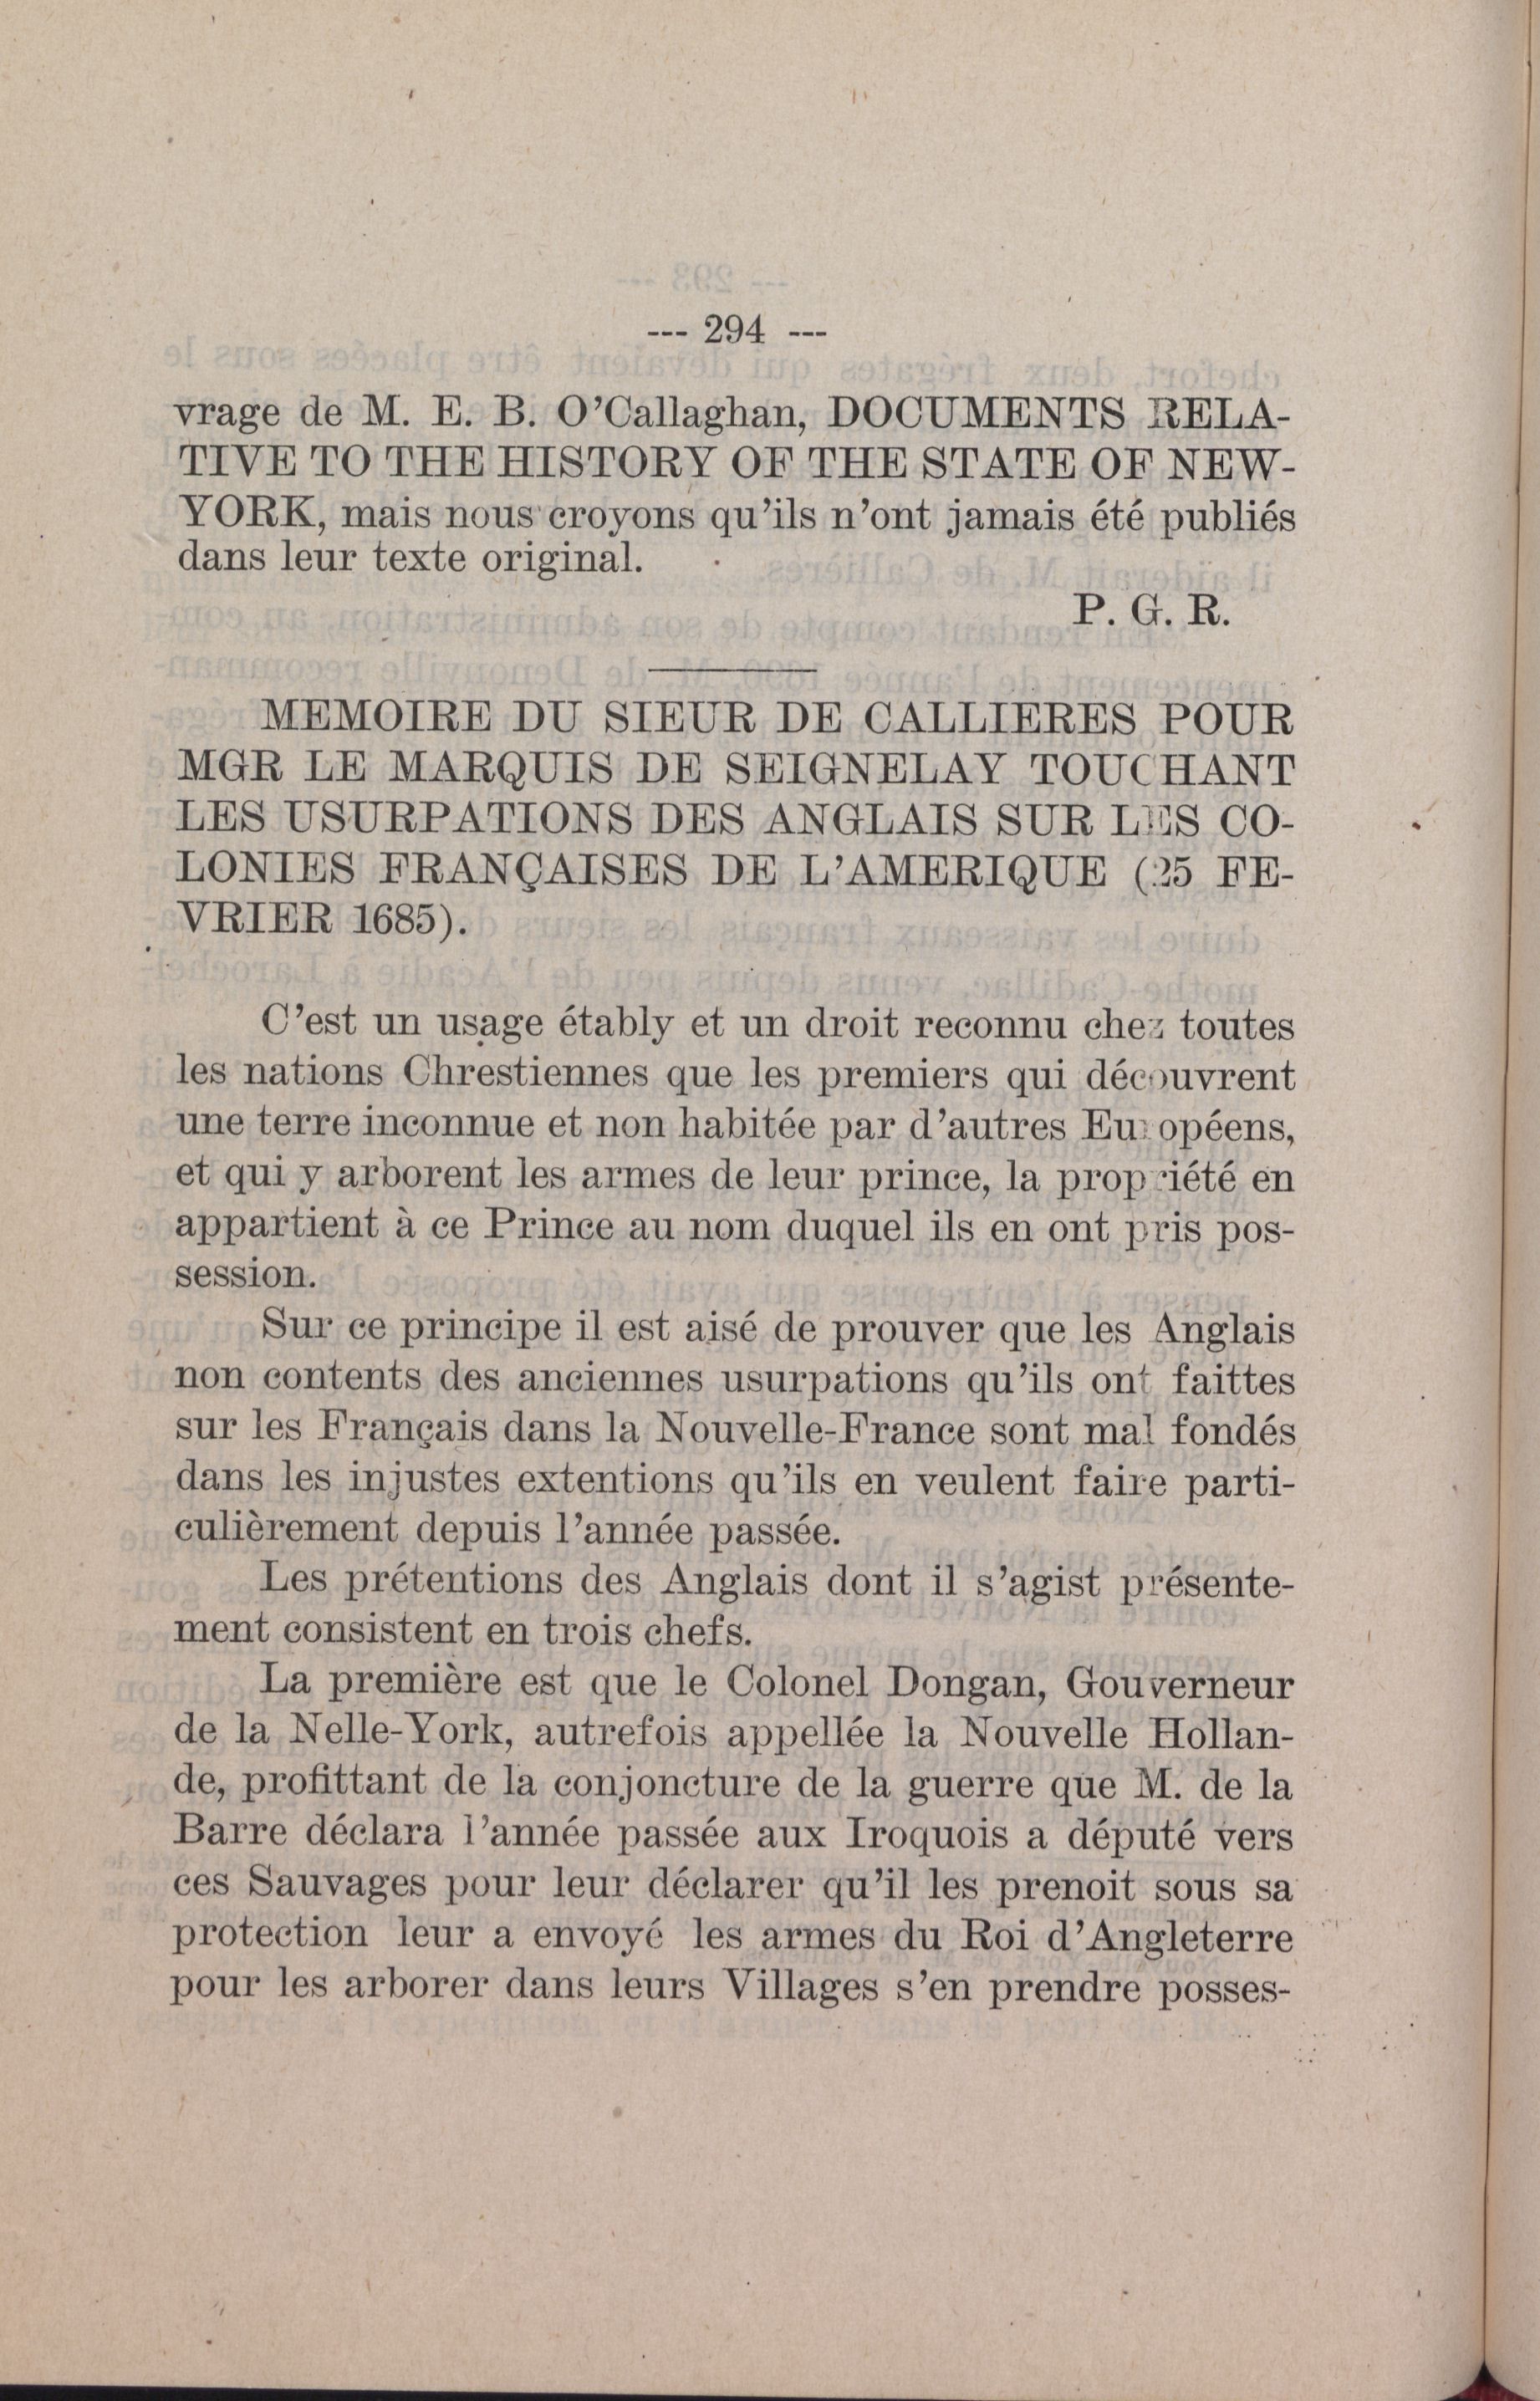 --- 294 ---
vrage de M. E. B. O'Callaghan, DOCUMENTS RELA-
TIVE TO THE HISTORY OF THE STATE OF NEW-
YORK, mais nous croyons qu'ils n'ont jamais été publiés
dans leur texte original.
P. G. R.
MEMOIRE DU SIEUR DE CALLIERES POUR
MGR LE MARQUIS DE SEIGNELAY TOUCHANT
LES USURPATIONS DES ANGLAIS SUR LES CO-
LONIES FRANÇAISES DE L'AMERIQUE (25 FE-
VRIER 1685).
C'est un usage établу et un droit reconnu chez toutes
les nations Chrestiennes que les premiers qui découvrent
une terre inconnue et non habitée par d'autres Européens,
et qui y arborent les armes de leur prince, la propriété en
appartient à ce Prince au nom duquel ils en ont pris pos-
session.
Sur ce principe il est aisé de prouver que les Anglais
non contents des anciennes usurpations qu'ils ont faittes
sur les Français dans la Nouvelle-France sont mal fondés
dans les injustes extentions qu'ils en veulent faire parti-
culièrement depuis l'année passée.
Les prétentions des Anglais dont il s'agist présente-
ment consistent en trois chefs.
La première est que le Colonel Dongan, Gouverneur
de la Nelle-York, autrefois appellée la Nouvelle Hollan-
de, profittant de la conjoncture de la guerre que M. de la
Barre déclara l'année passée aux Iroquois a député vers
ces Sauvages pour leur déclarer qu'il les prenoit sous sa
protection leur a envoyé les armes du Roi d'Angleterre
pour les arborer dans leurs Villages s'en prendre posses-